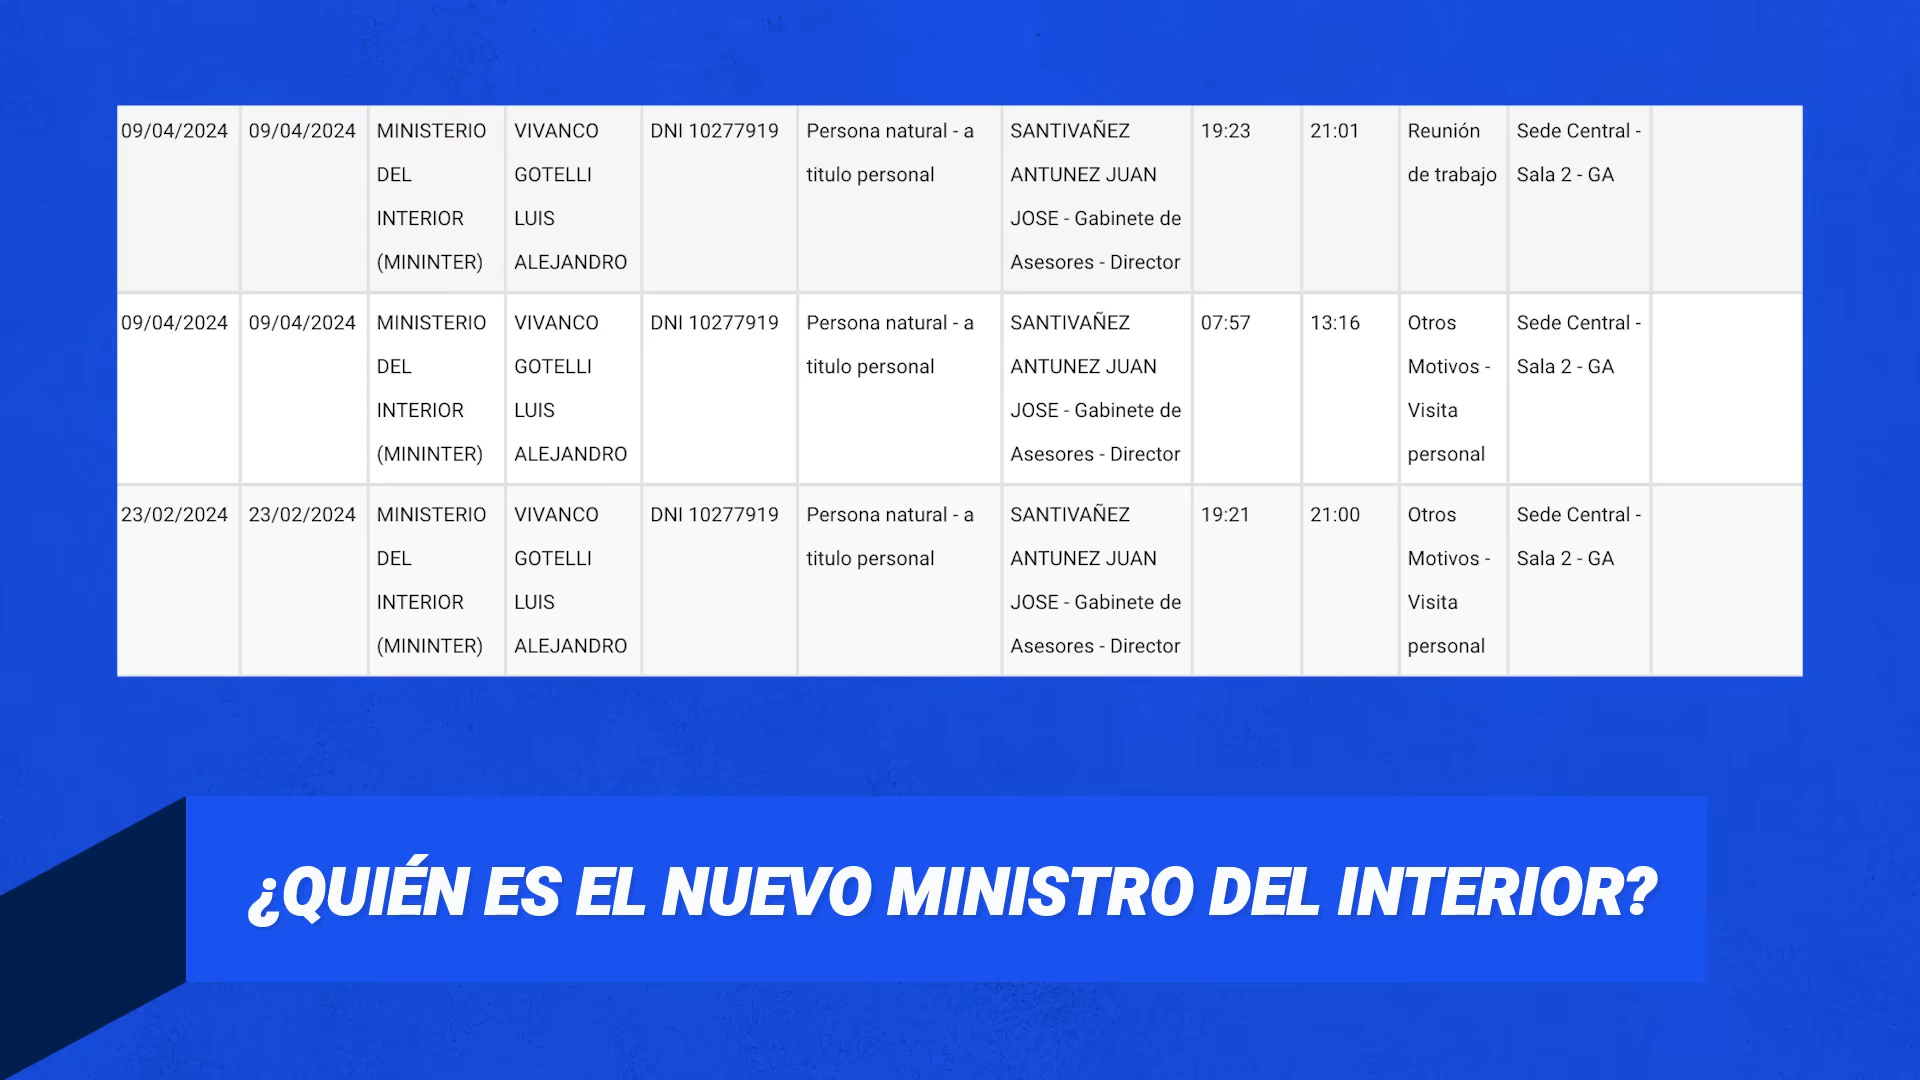 09/04/2024 09/04/2024 MINISTERIO VIVANCO DNI 10277919 Persona natural - a SANTIVAÑEZ 19:23 21:01 Reunión Sede Central -
DEL GOTELLI titulo personal ANTUNEZ JUAN de trabajo Sala 2 - GA
INTERIOR LUIS JOSE - Gabinete de
(MININTER) ALEJANDRO Asesores - Director
09/04/2024 09/04/2024 MINISTERIO VIVANCO DNI 10277919 Persona natural - a SANTIVAÑEZ 07:57 13:16 Otros Sede Central -
DEL GOTELLI titulo personal ANTUNEZ JUAN Motivos - Sala 2 - GA
INTERIOR LUIS JOSE - Gabinete de Visita
(MININTER) ALEJANDRO Asesores - Director personal
23/02/2024 23/02/2024 MINISTERIO VIVANCO DNI 10277919 Persona natural - a SANTIVAÑEZ 19:21 21:00 Otros Sede Central -
DEL GOTELLI titulo personal ANTUNEZ JUAN Motivos - Sala 2 - GA
INTERIOR LUIS JOSE - Gabinete de Visita
(MININTER) ALEJANDRO Asesores - Director personal
¿QUIÉN ES EL NUEVO MINISTRO DEL INTERIOR?